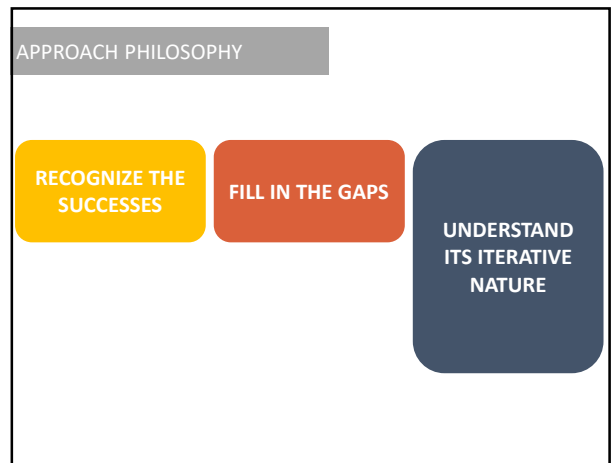 APPROACH PHILOSOPHY
RECOGNIZE THE
SUCCESSES
FILL IN THE GAPS
UNDERSTAND
ITS ITERATIVE
NATURE